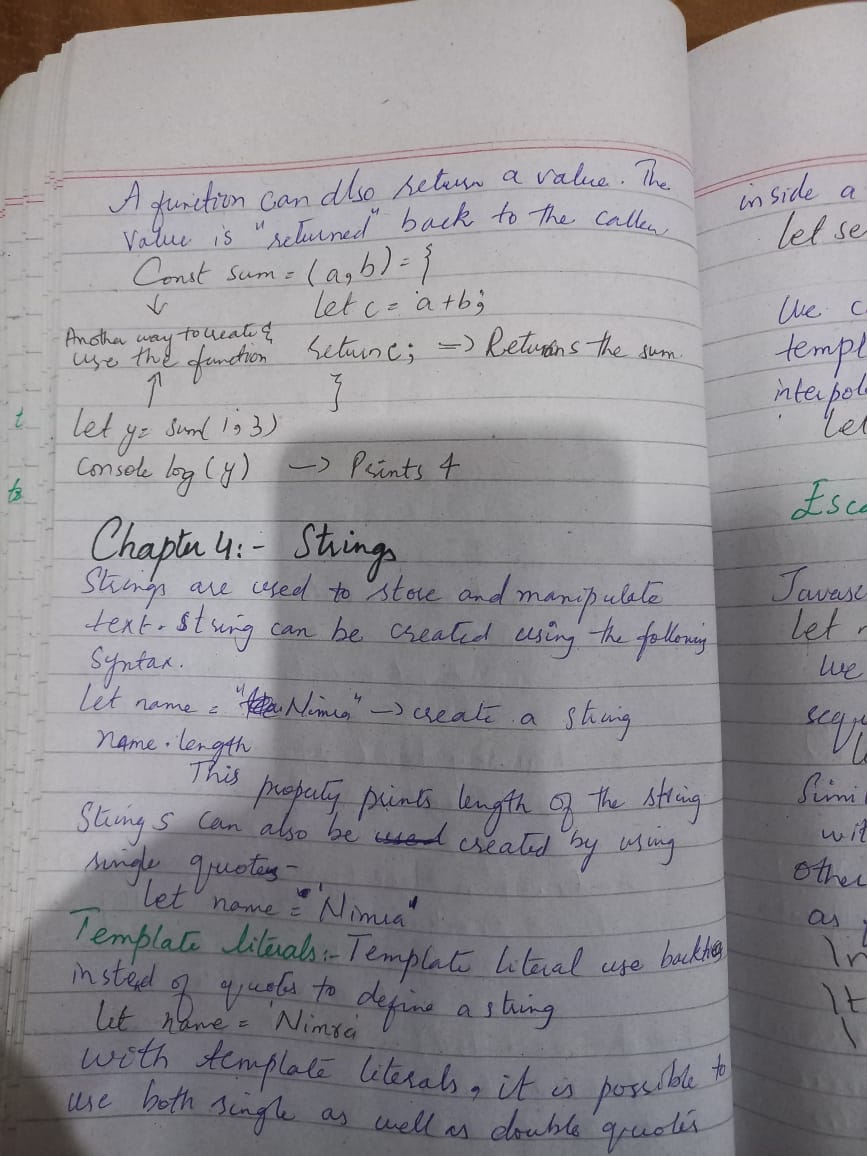 A function can also return a value. The
value is "returned" back to the caller
Const sum = (a,b) = {
let c = a+b;
Another way to create &
use the function
return c; => Returns the sum.
}
let y = sum( 1, 3)
console log (y) -> Prints 4
Chapter 4:- Strings
Strings are used to store and manipulate
text. String can be created using the following
Syntax.
let name = "Nimra" -> create a string
name.length
This property prints length of the string
Strings can also be created by using
single quotes-
let name = 'Nimra'
Template literals:- Template literal use backticks
instead of quotes to define a string
let name = `Nimra`
with template literals, it is possible to
use both single as well as double quotes
inside a
let se
We c
templ
interpol
let
Esca
Javasc
let
We
sequ
Simi
wit
other
as